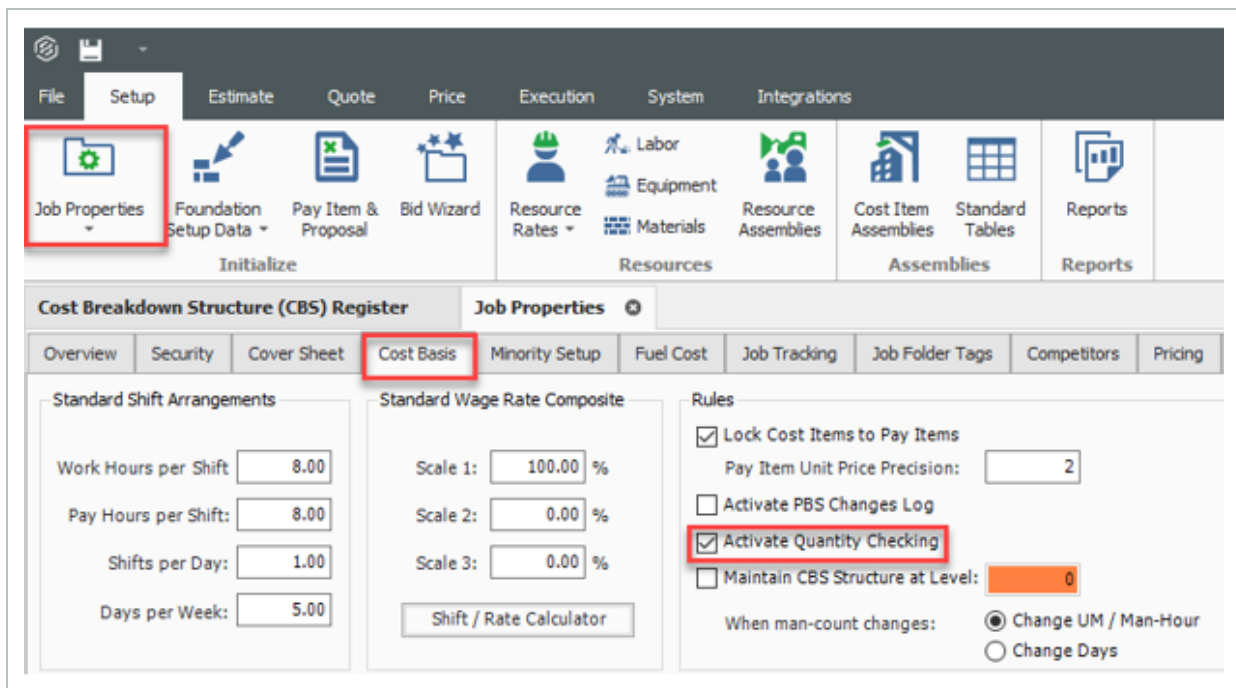 File Setup Estimate Quote Price Execution System Integrations
Job Properties
Foundation Setup Data
Pay Item & Proposal
Bid Wizard
Initialize
Resource Rates
Labor
Equipment
Materials
Resource Assemblies
Resources
Cost Item Assemblies
Standard Tables
Assemblies
Reports
Reports
Cost Breakdown Structure (CBS) Register Job Properties
Overview Security Cover Sheet Cost Basis Minority Setup Fuel Cost Job Tracking Job Folder Tags Competitors Pricing
Standard Shift Arrangements
Work Hours per Shift 8.00
Pay Hours per Shift: 8.00
Shifts per Day: 1.00
Days per Week: 5.00
Standard Wage Rate Composite
Scale 1: 100.00 %
Scale 2: 0.00 %
Scale 3: 0.00 %
Shift / Rate Calculator
Rules
Lock Cost Items to Pay Items
Pay Item Unit Price Precision: 2
Activate PBS Changes Log
Activate Quantity Checking
Maintain CBS Structure at Level: 0
When man-count changes: Change UM / Man-Hour
Change Days